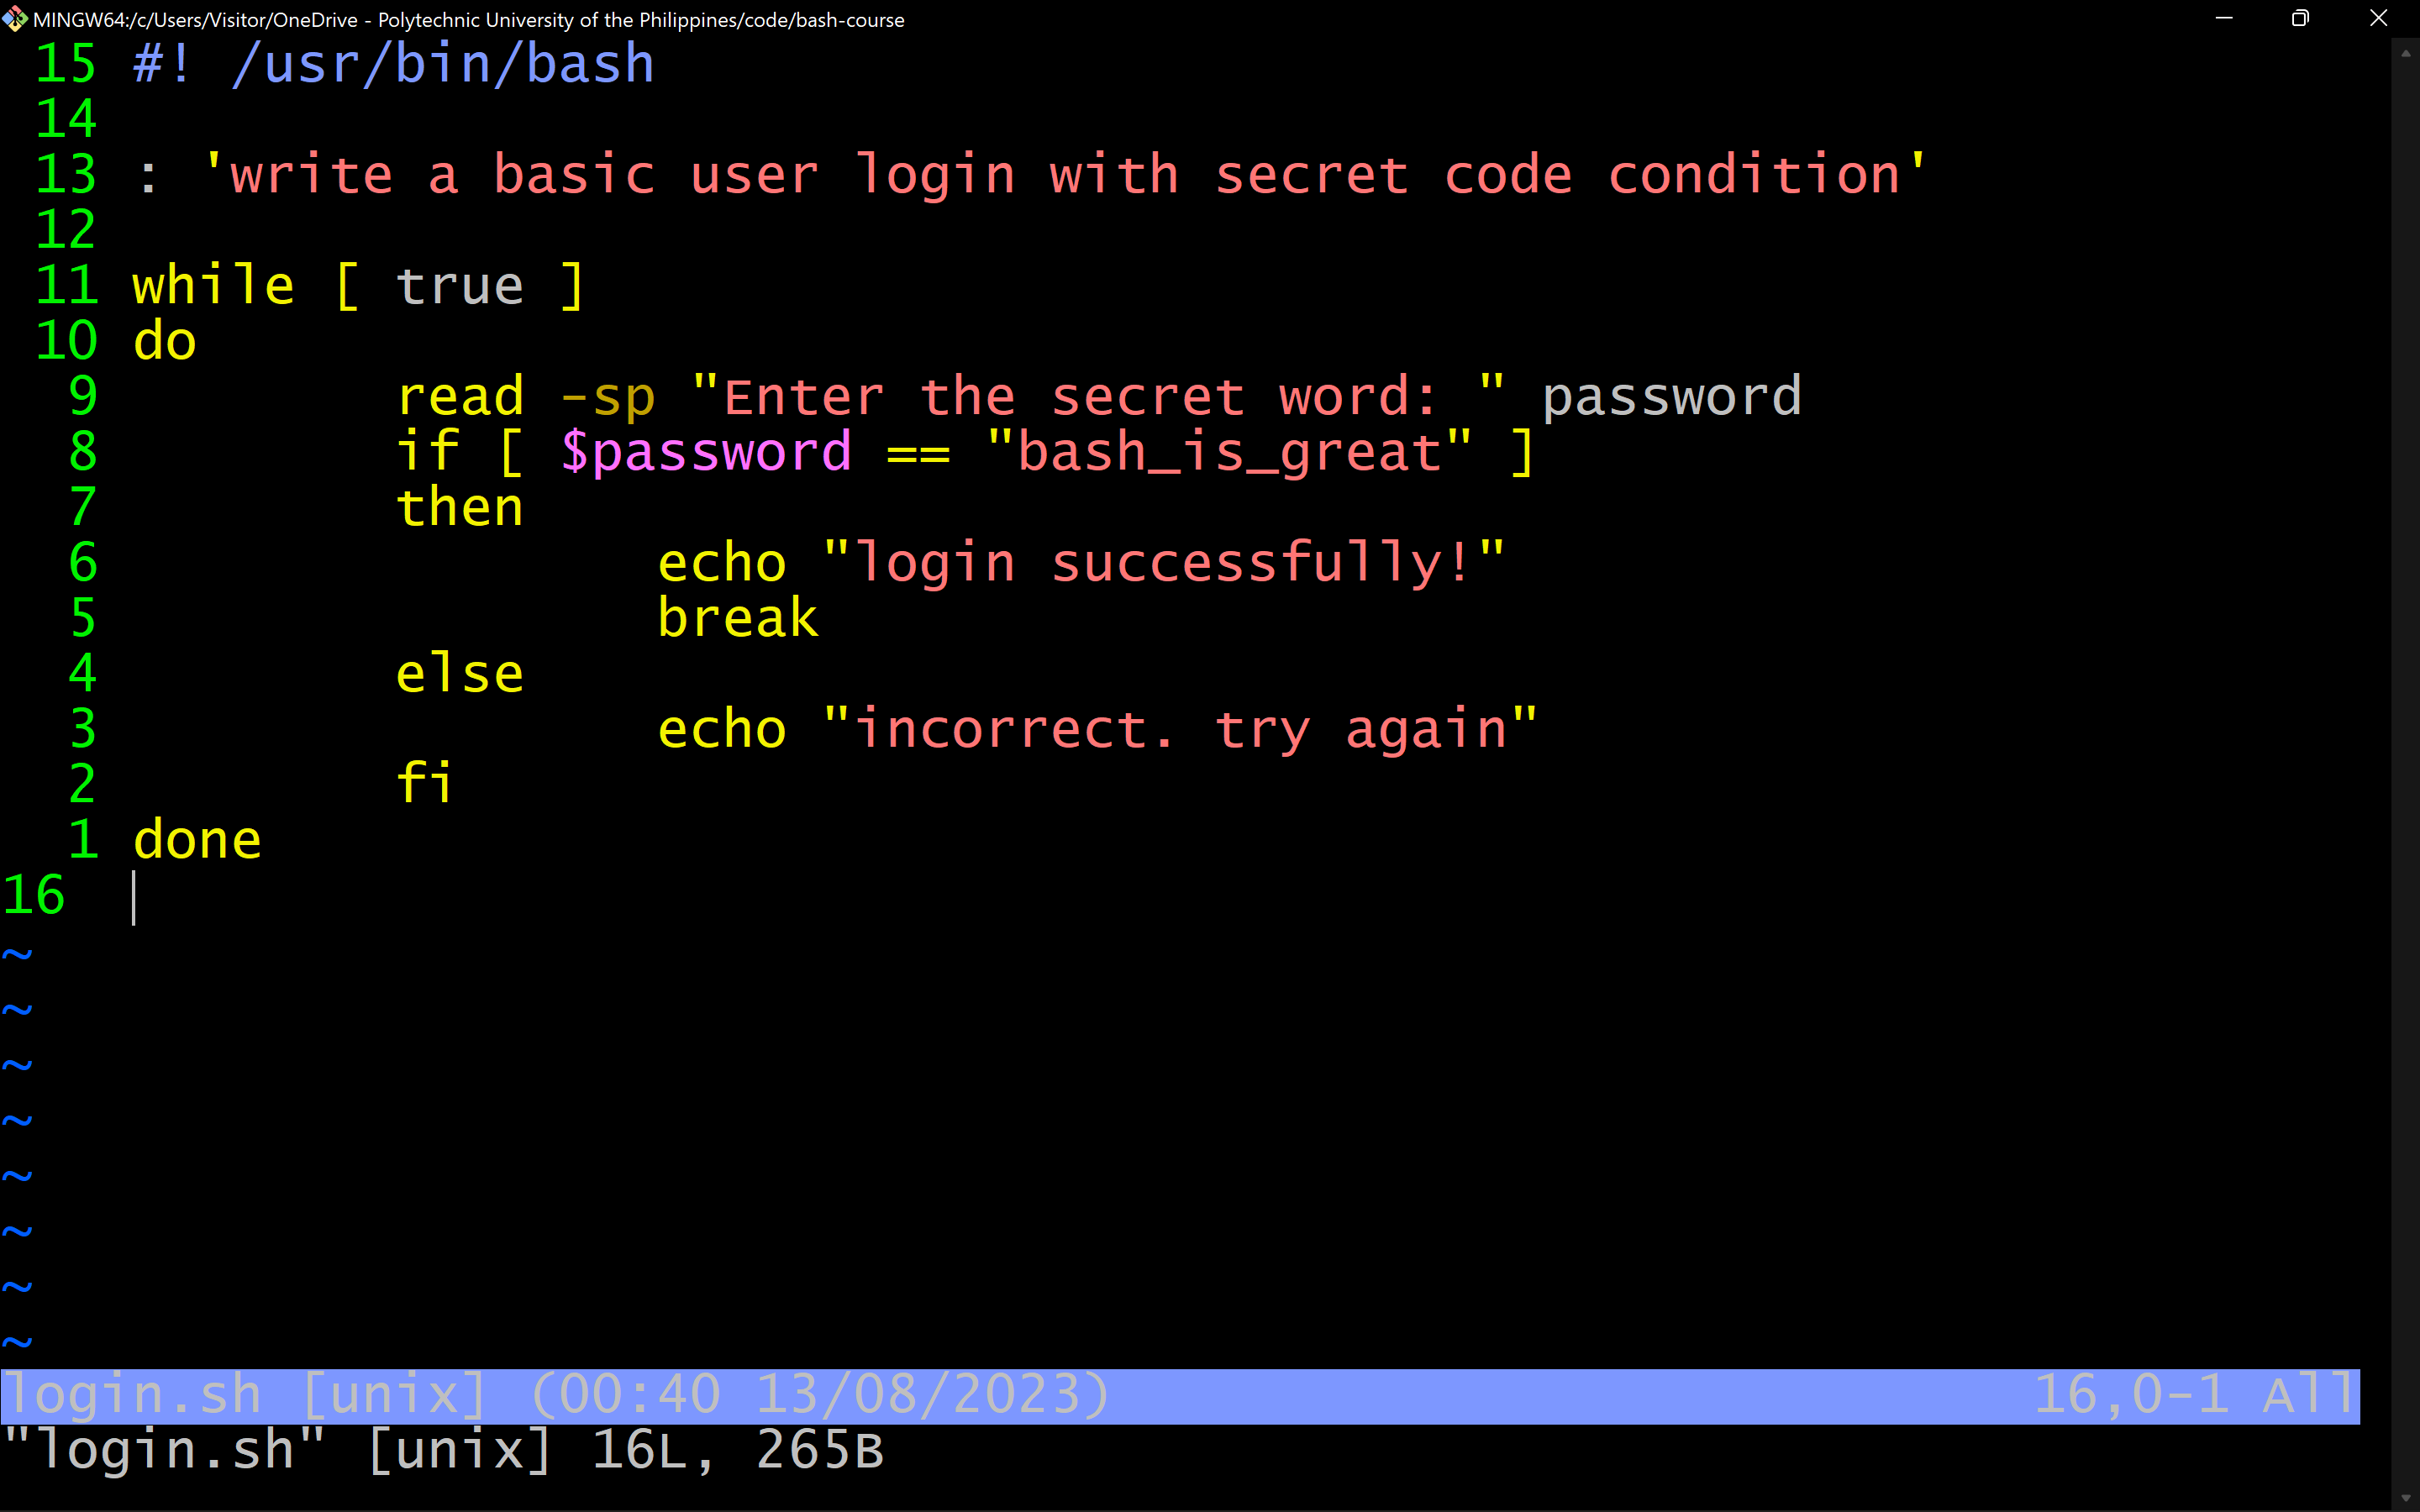 MINGW64:/c/Users/Visitor/OneDrive - Polytechnic University of the Philippines/code/bash-course
15 #! /usr/bin/bash
14
13 : 'write a basic user login with secret code condition'
12
11 while [ true ]
10 do
9 read -sp "Enter the secret word: " password
8 if [ $password == "bash_is_great" ]
7 then
6 echo "login successfully!"
5 break
4 else
3 echo "incorrect. try again"
2 fi
1 done
16
~
~
~
~
~
~
~
~
login.sh [unix] (00:40 13/08/2023) 16,0-1 All
"login.sh" [unix] 16L, 265B